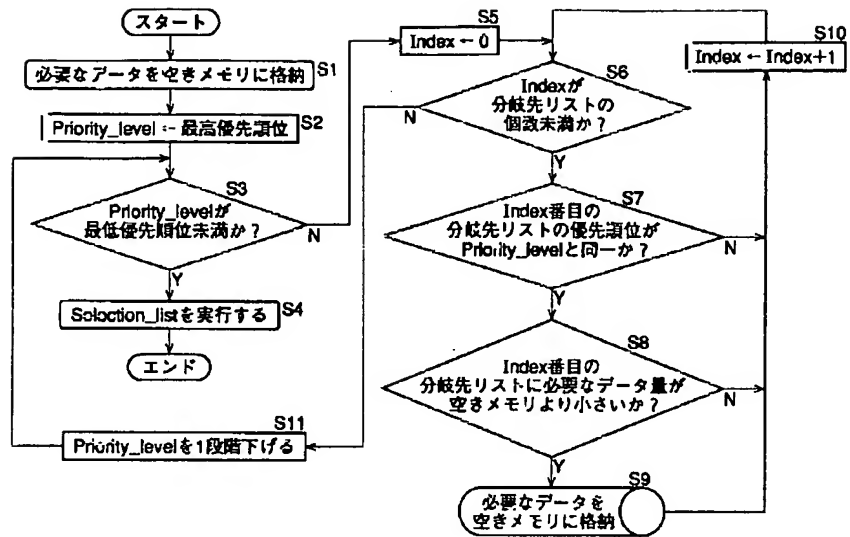 スタート
必要なデータを空きメモリに格納
S1
Priority_level ← 最高優先順位
S2
Priority_levelが
最低優先順位未満か？
S3
N
Y
Selection_listを実行する
S4
エンド
Priority_levelを1段階下げる
S11
Index ← 0
S5
Indexが
分岐先リストの
個数未満か？
S6
N
Y
Index番目の
分岐先リストの優先順位が
Priority_levelと同一か？
S7
N
Y
Index番目の
分岐先リストに必要なデータ量が
空きメモリより小さいか？
S8
N
Y
必要なデータを
空きメモリに格納
S9
Index ← Index+1
S10